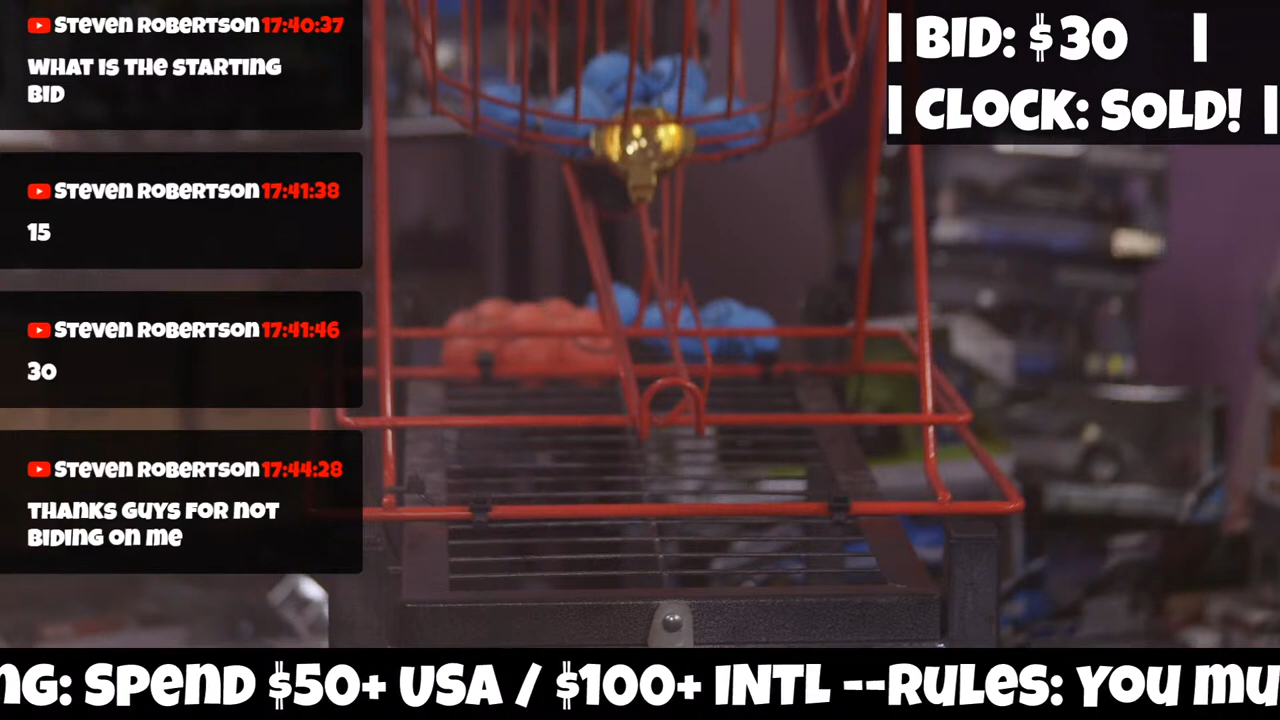 Steven Robertson 17:40:37
WHAT IS THE STARTING
BID
Steven Robertson 17:41:38
15
Steven Robertson 17:41:46
30
Steven Robertson 17:44:28
THANKS GUYS FOR NOT
BIDING ON ME
| BID: $30 |
| CLOCK: SOLD! |
NG: SPEND $50+ USA / $100+ INTL --RULES: YOU MU